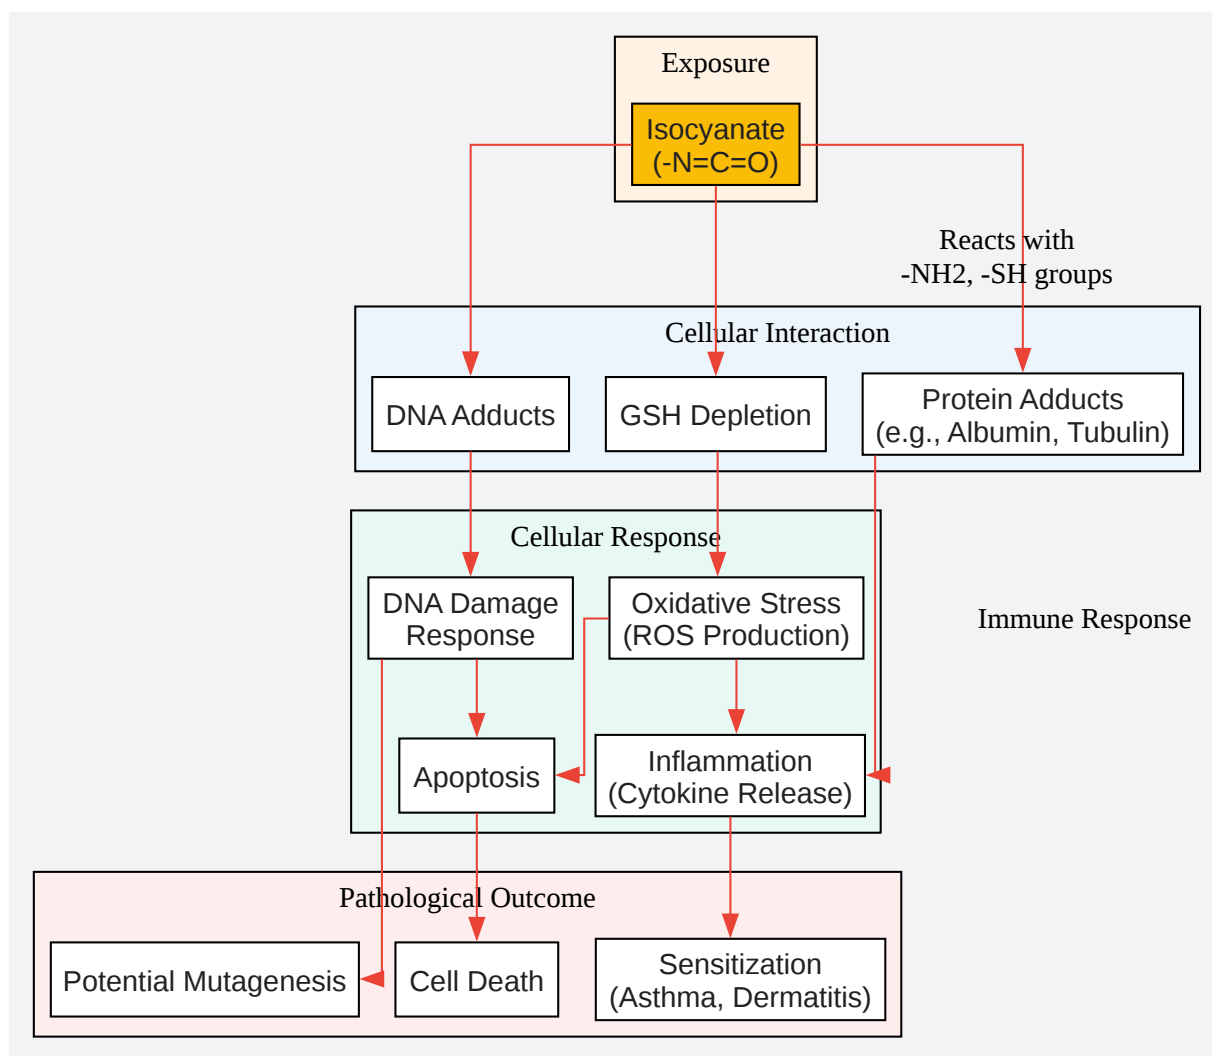 Exposure
Isocyanate
(-N=C=O)
Reacts with
-NH2, -SH groups
Cellular Interaction
DNA Adducts
GSH Depletion
Protein Adducts
(e.g., Albumin, Tubulin)
Cellular Response
DNA Damage
Response
Oxidative Stress
(ROS Production)
Immune Response
Apoptosis
Inflammation
(Cytokine Release)
Pathological Outcome
Potential Mutagenesis
Cell Death
Sensitization
(Asthma, Dermatitis)